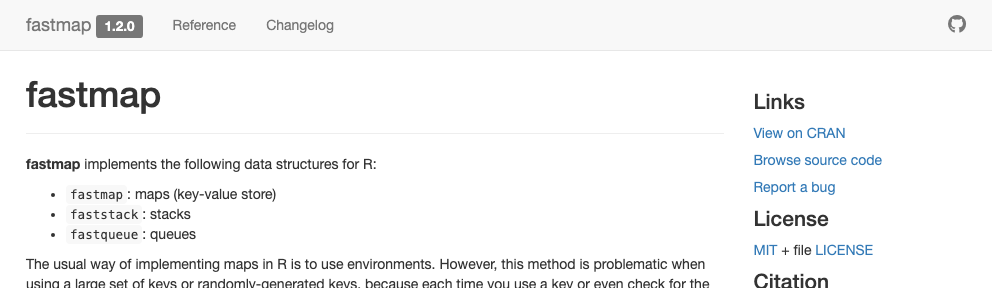 fastmap 1.2.0 Reference Changelog
fastmap
fastmap implements the following data structures for R:
• fastmap : maps (key-value store)
• faststack : stacks
• fastqueue : queues
The usual way of implementing maps in R is to use environments. However, this method is problematic when
using a large set of keys or randomly-generated keys, because each time you use a key or even check for the
Links
View on CRAN
Browse source code
Report a bug
License
MIT + file LICENSE
Citation